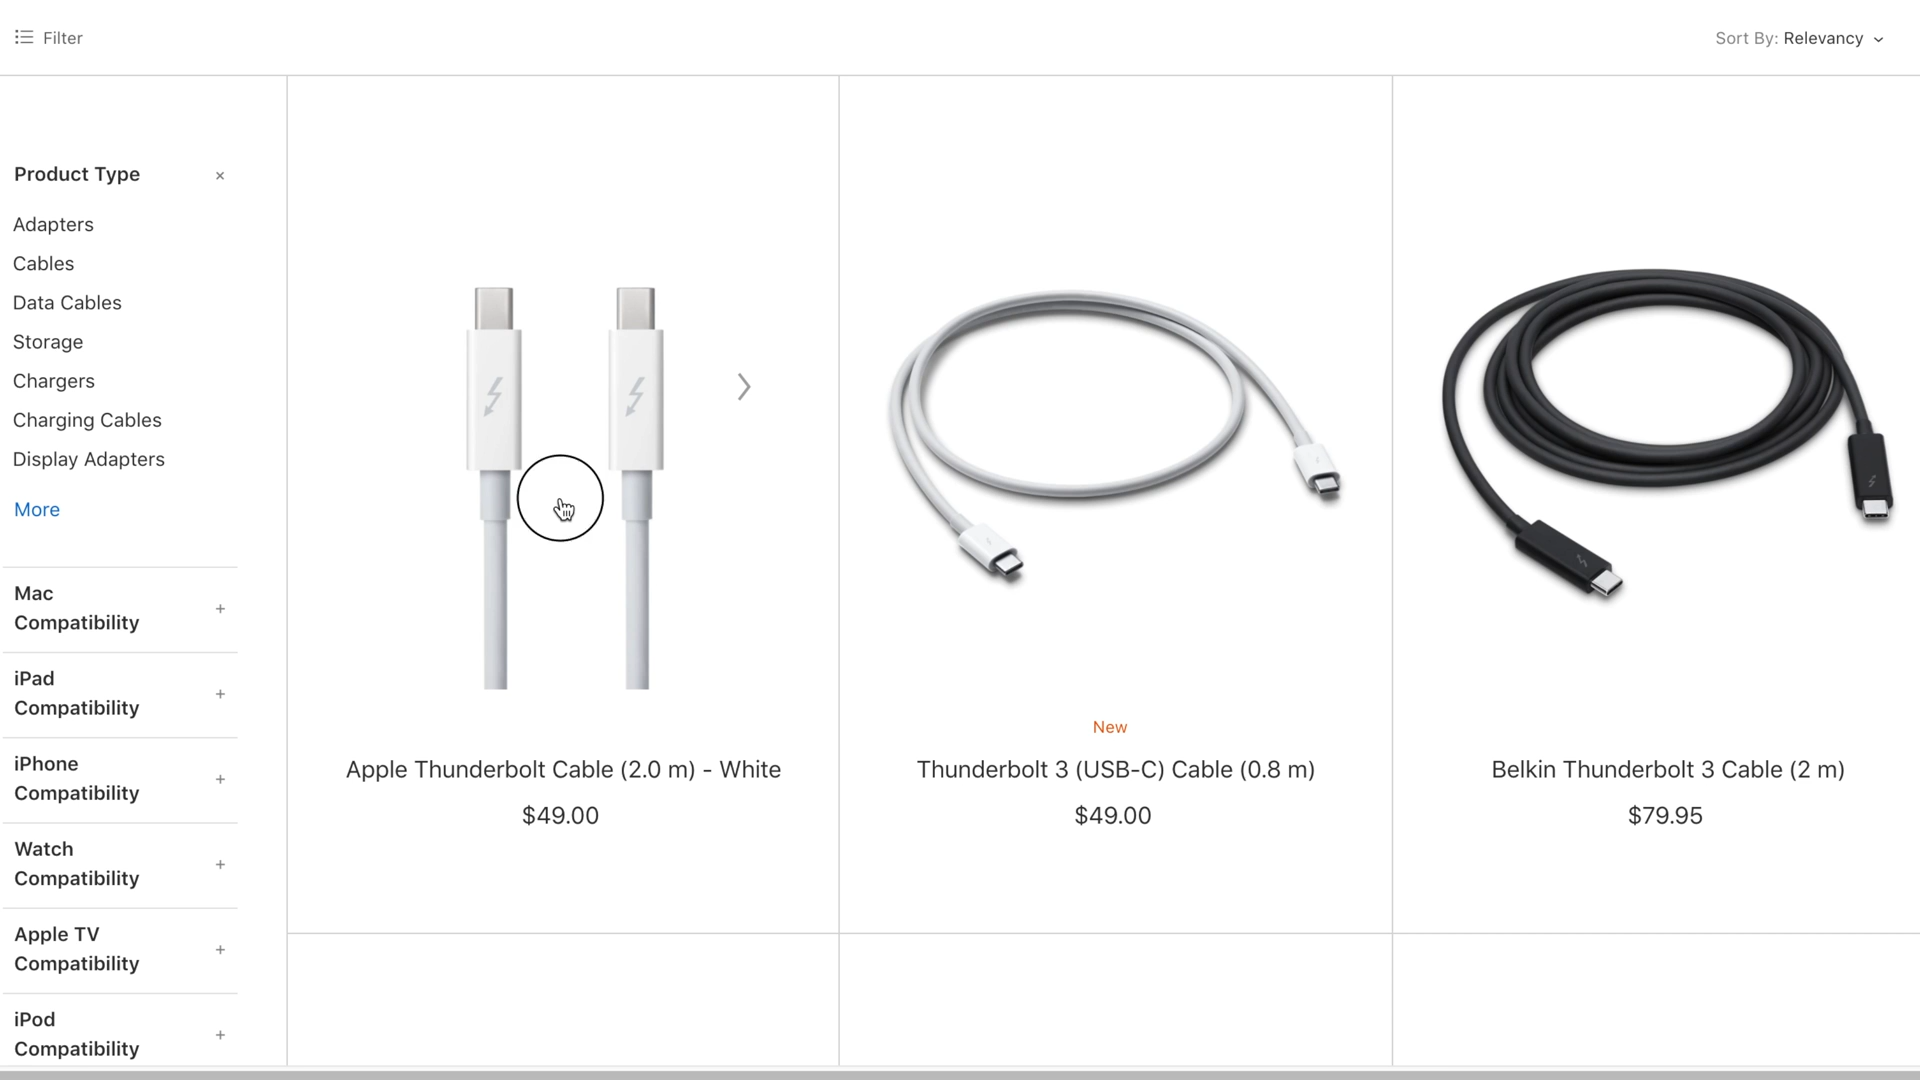 Filter
Sort By: Relevancy
Product Type
Adapters
Cables
Data Cables
Storage
Chargers
Charging Cables
Display Adapters
More
Mac
Compatibility
iPad
Compatibility
iPhone
Compatibility
Watch
Compatibility
Apple TV
Compatibility
iPod
Compatibility
Apple Thunderbolt Cable (2.0 m) - White
$49.00
New
Thunderbolt 3 (USB-C) Cable (0.8 m)
$49.00
Belkin Thunderbolt 3 Cable (2 m)
$79.95